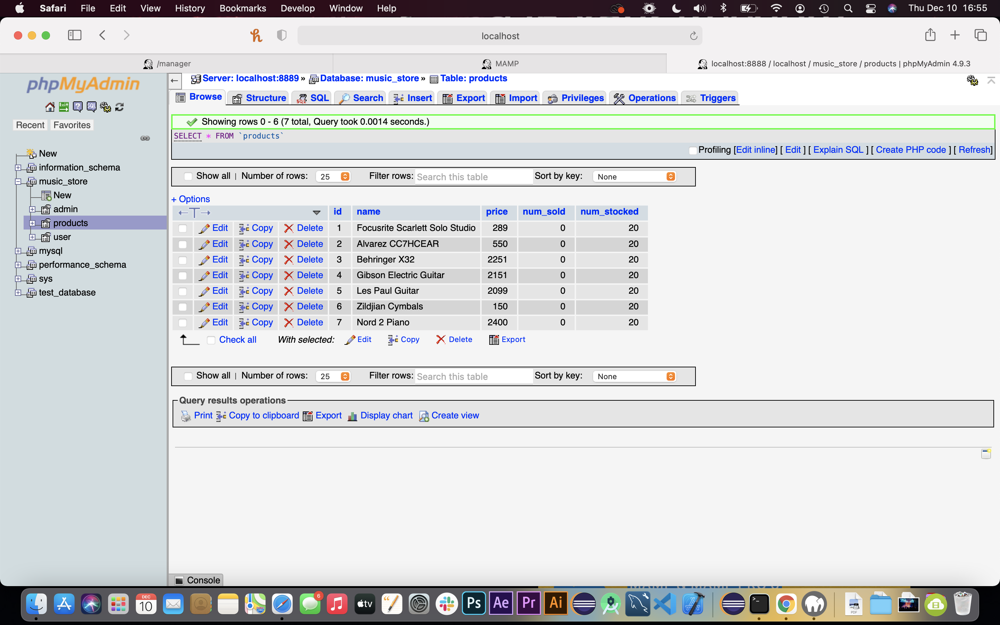 Safari File Edit View History Bookmarks Develop Window Help Thu Dec 10 16:55
localhost
/manager MAMP localhost:8888 / localhost / music_store / products | phpMyAdmin 4.9.3
phpMyAdmin
Recent Favorites
New
information_schema
music_store
New
admin
products
user
mysql
performance_schema
sys
test_database
Server: localhost:8889 » Database: music_store » Table: products
Browse Structure SQL Search Insert Export Import Privileges Operations Triggers
Showing rows 0 - 6 (7 total, Query took 0.0014 seconds.)
SELECT * FROM `products`
Profiling [Edit inline] [ Edit ] [ Explain SQL ] [ Create PHP code ] [ Refresh]
Show all | Number of rows: 25 Filter rows: Search this table Sort by key: None
+ Options
←T→ id name price num_sold num_stocked
Edit Copy Delete 1 Focusrite Scarlett Solo Studio 289 0 20
Edit Copy Delete 2 Alvarez CC7HCEAR 550 0 20
Edit Copy Delete 3 Behringer X32 2251 0 20
Edit Copy Delete 4 Gibson Electric Guitar 2151 0 20
Edit Copy Delete 5 Les Paul Guitar 2099 0 20
Edit Copy Delete 6 Zildjian Cymbals 150 0 20
Edit Copy Delete 7 Nord 2 Piano 2400 0 20
Check all With selected: Edit Copy Delete Export
Show all | Number of rows: 25 Filter rows: Search this table Sort by key: None
Query results operations
Print Copy to clipboard Export Display chart Create view
Console
DEC
10
280
6
tv
Ps Ae Pr Ai
PDF